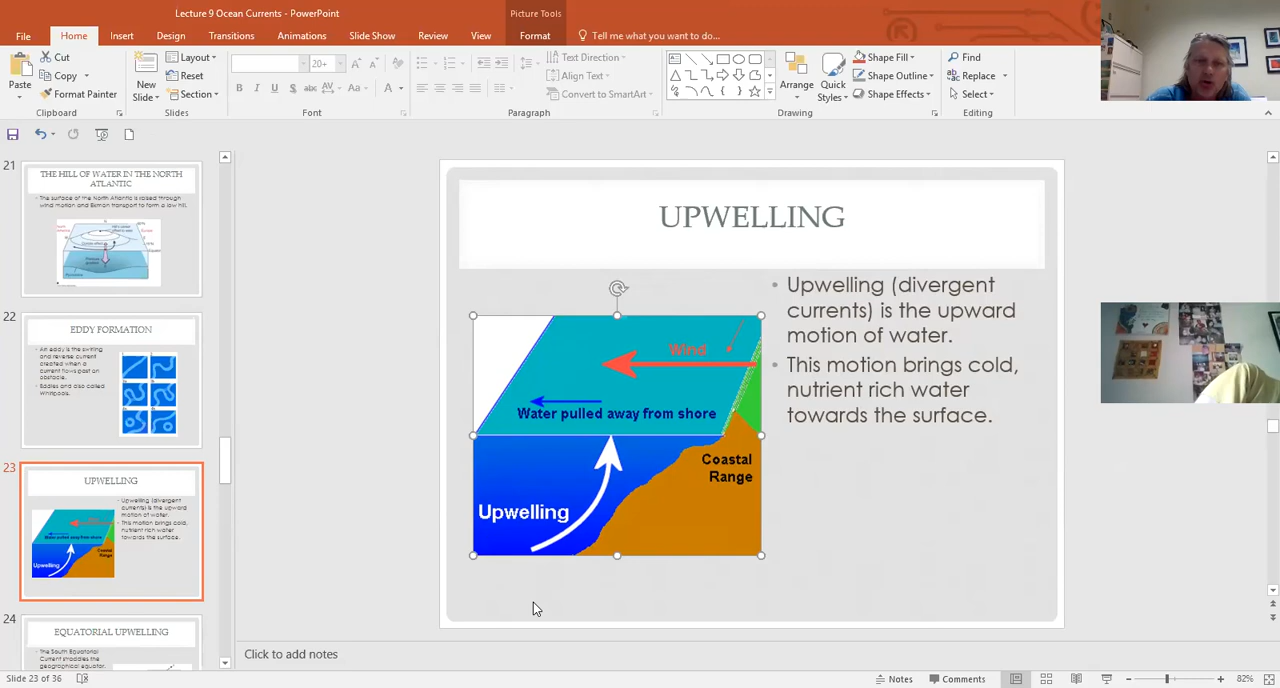 Lecture 9 Ocean Currents - PowerPoint
Picture Tools
File
Home
Insert
Design
Transitions
Animations
Slide Show
Review
View
Format
Tell me what you want to do...
Paste
Cut
Copy
Format Painter
Clipboard
New
Slide
Layout
Reset
Section
Slides
20+
B I U S abc AV Aa A
Font
Paragraph
Text Direction
Align Text
Convert to SmartArt
Arrange
Quick
Styles
Shape Fill
Shape Outline
Shape Effects
Drawing
Find
Replace
Select
Editing
21
THE HILL OF WATER IN THE NORTH
ATLANTIC
The surface of the North Atlantic is raised through
wind motion and Ekman transport to form a low hill.
22
EDDY FORMATION
An eddy is the swirling
and reverse current
created when a
current flows past an
obstacle.
Eddies and also called
Whirlpools.
23
UPWELLING
Upwelling (divergent
currents) is the upward
motion of water.
This motion brings cold,
nutrient rich water
towards the surface.
Upwelling
Coastal
Range
24
EQUATORIAL UPWELLING
The South Equatorial
Current straddles the
geographical equator.
UPWELLING
Wind
Water pulled away from shore
Coastal
Range
Upwelling
• Upwelling (divergent
currents) is the upward
motion of water.
• This motion brings cold,
nutrient rich water
towards the surface.
Click to add notes
Slide 23 of 36
Notes
Comments
82%